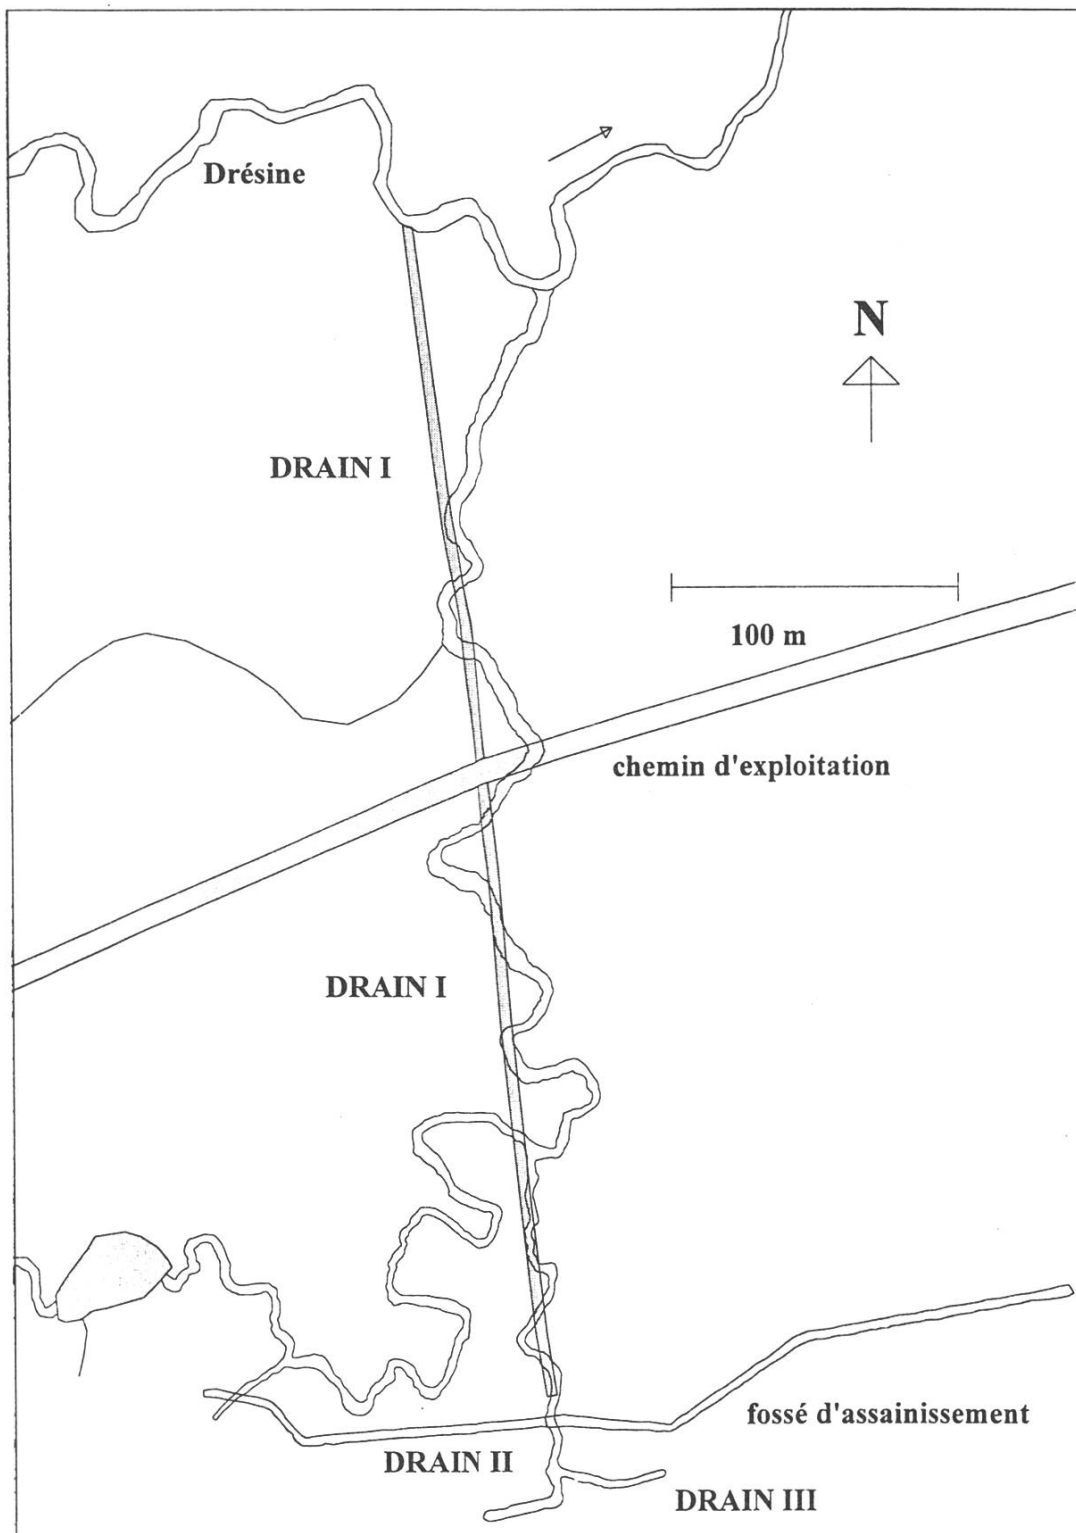 Drésine
N
DRAIN I
100 m
chemin d'exploitation
DRAIN I
fossé d'assainissement
DRAIN II
DRAIN III